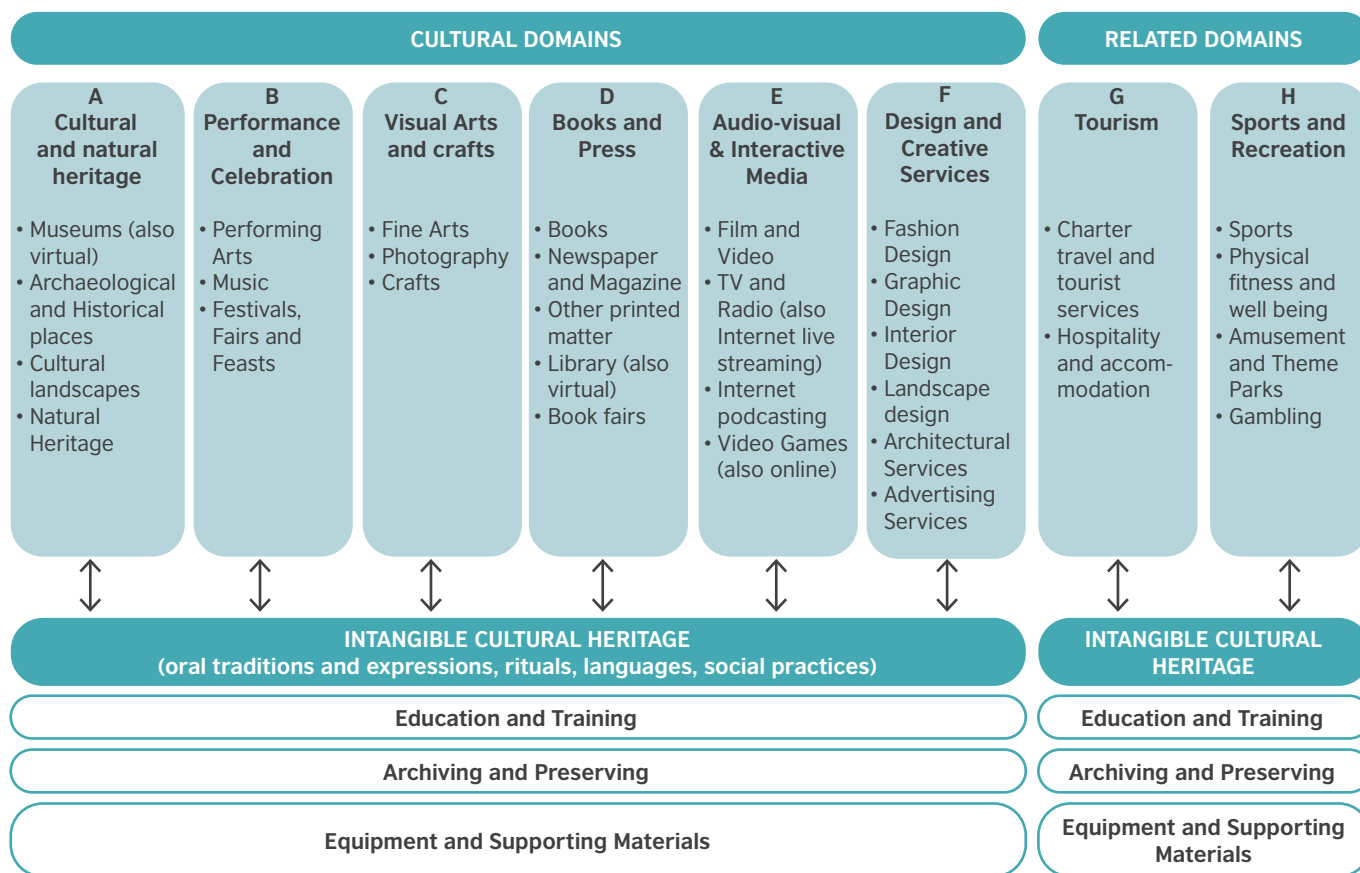 CULTURAL DOMAINS
RELATED DOMAINS
A
Cultural
and natural
heritage
• Museums (also
virtual)
• Archaeological
and Historical
places
• Cultural
landscapes
• Natural
Heritage
B
Performance
and
Celebration
• Performing
Arts
• Music
• Festivals,
Fairs and
Feasts
C
Visual Arts
and crafts
• Fine Arts
• Photography
• Crafts
D
Books and
Press
• Books
• Newspaper
and Magazine
• Other printed
matter
• Library (also
virtual)
• Book fairs
E
Audio-visual
& Interactive
Media
• Film and
Video
• TV and
Radio (also
Internet live
streaming)
• Internet
podcasting
• Video Games
(also online)
F
Design and
Creative
Services
• Fashion
Design
• Graphic
Design
• Interior
Design
• Landscape
design
• Architectural
Services
• Advertising
Services
G
Tourism
• Charter
travel and
tourist
services
• Hospitality
and accom-
modation
H
Sports and
Recreation
• Sports
• Physical
fitness and
well being
• Amusement
and Theme
Parks
• Gambling
INTANGIBLE CULTURAL HERITAGE
(oral traditions and expressions, rituals, languages, social practices)
INTANGIBLE CULTURAL
HERITAGE
Education and Training
Education and Training
Archiving and Preserving
Archiving and Preserving
Equipment and Supporting Materials
Equipment and Supporting
Materials